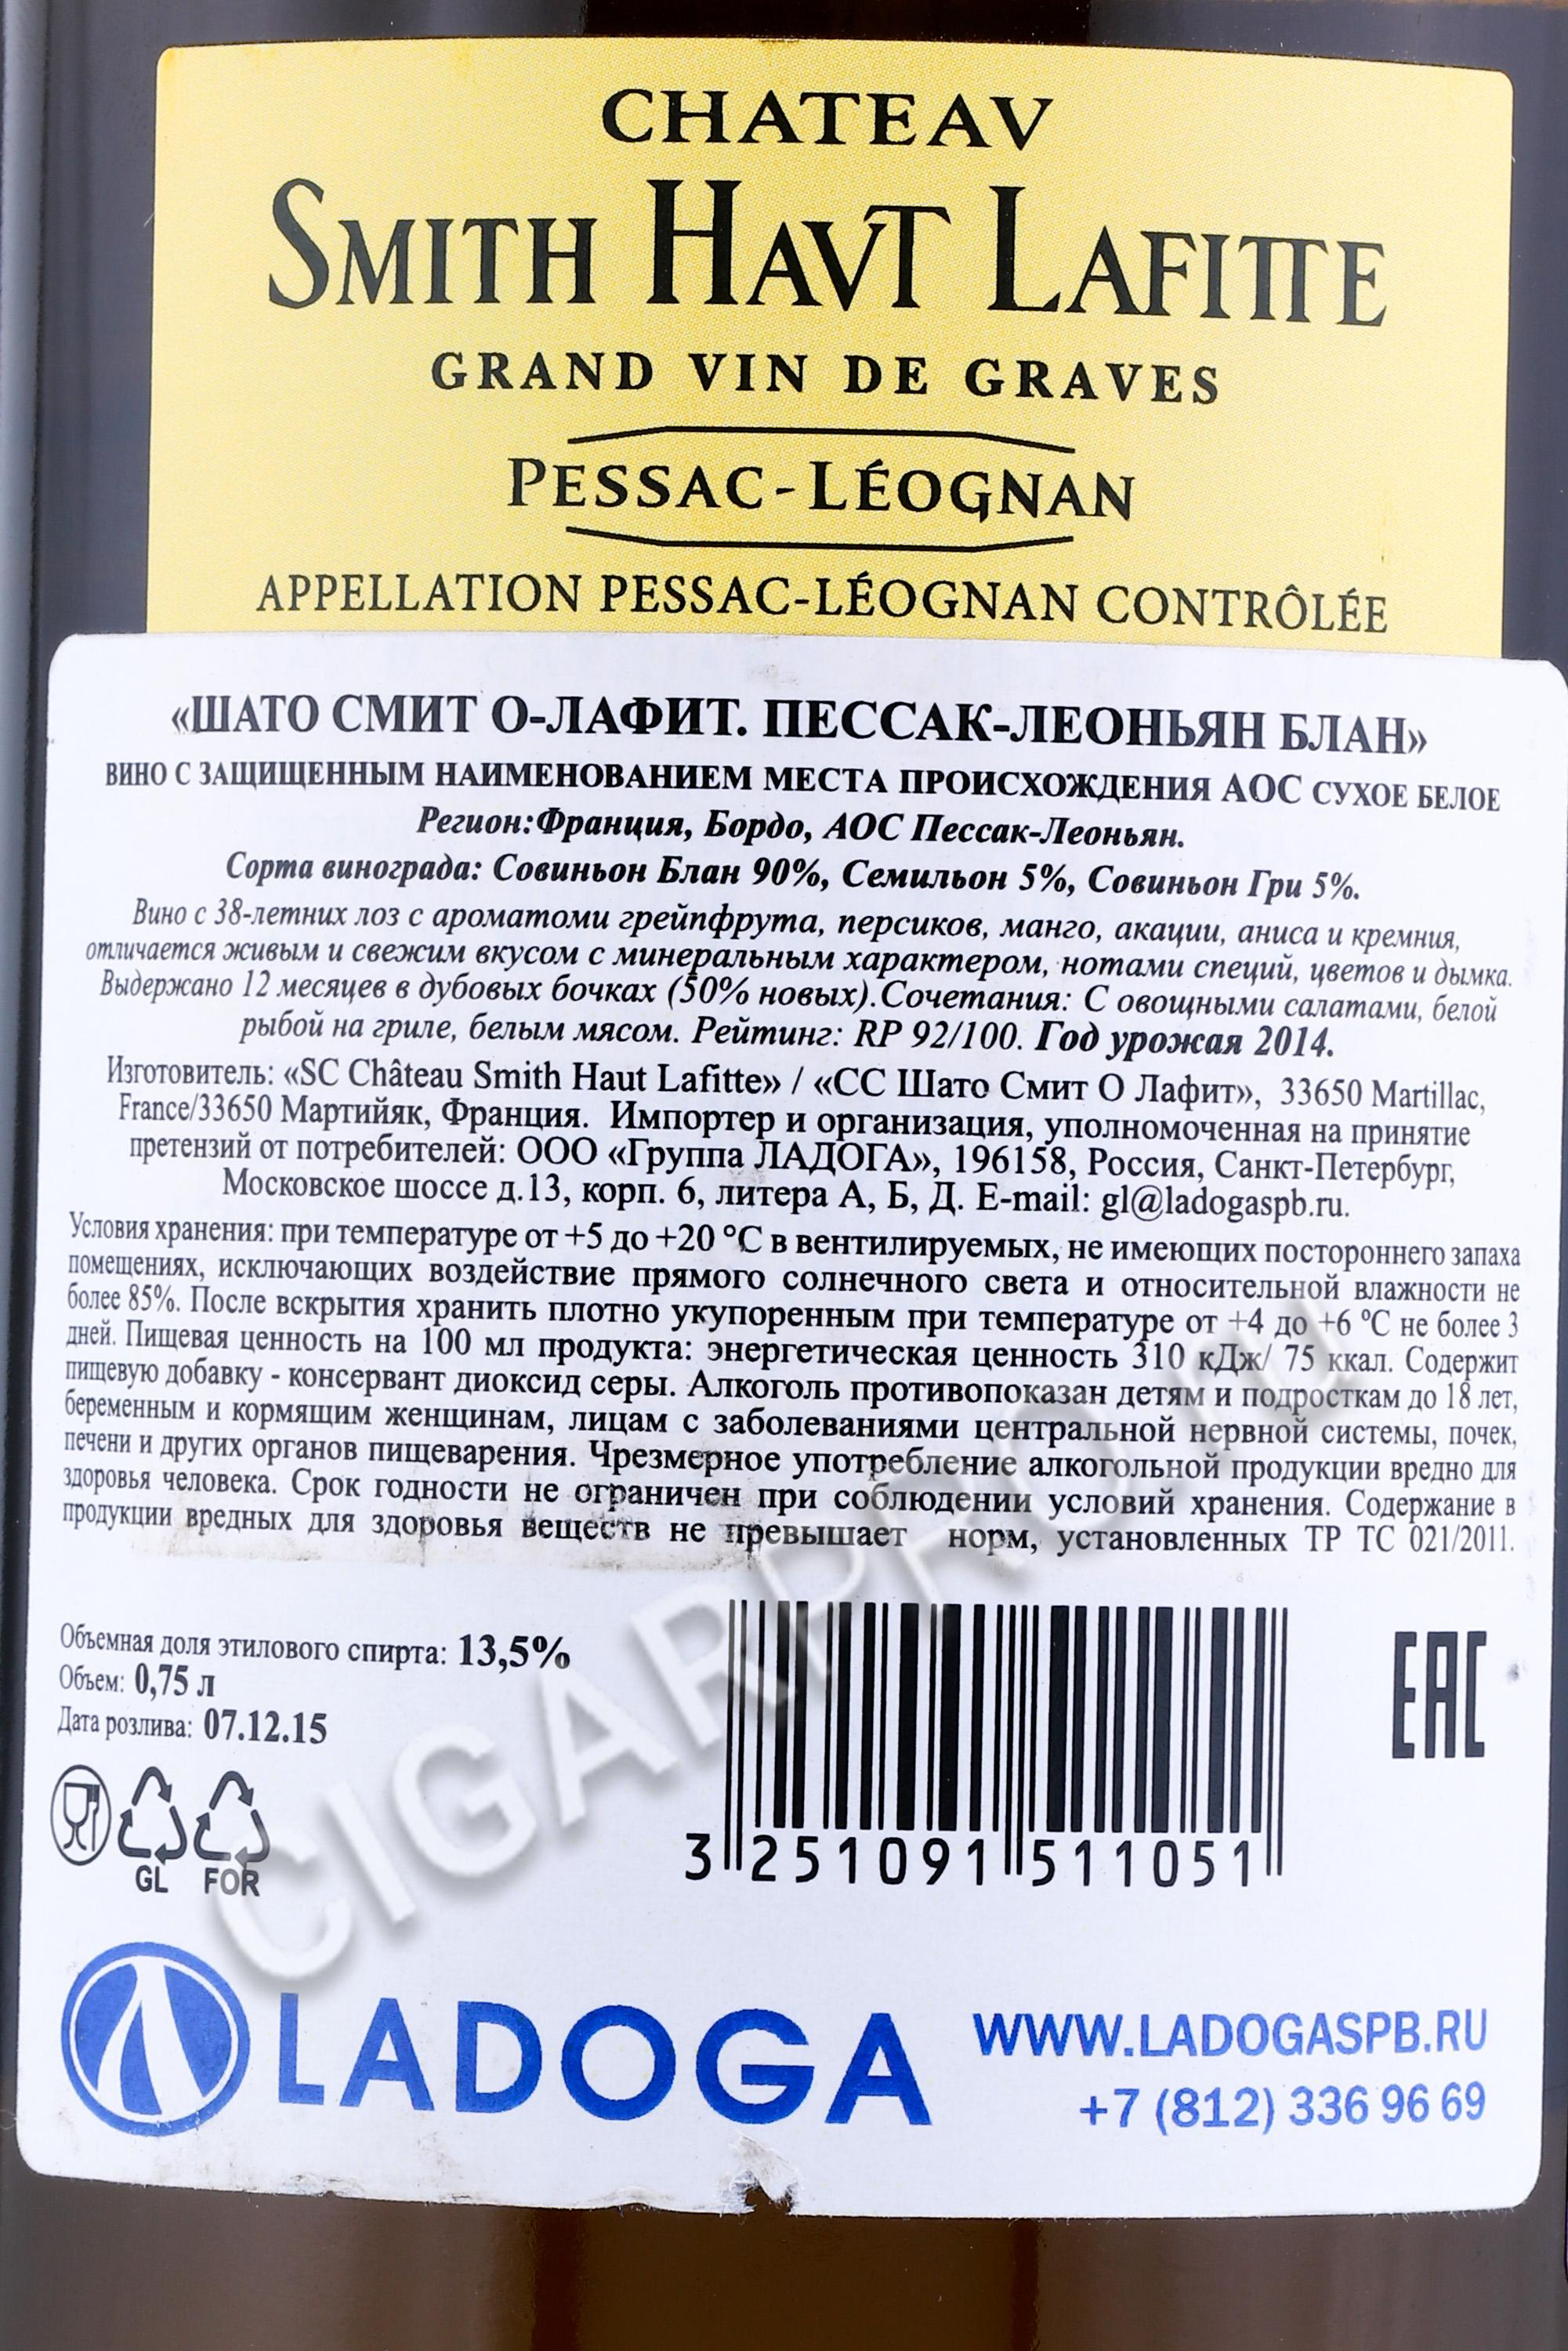 CHATEAV
SMITH HAVT LAFITTE
GRAND VIN DE GRAVES
PESSAC-LÉOGNAN
APPELLATION PESSAC-LÉOGNAN CONTRÔLÉE
«ШАТО СМИТ О-ЛАФИТ. ПЕССАК-ЛЕОНЬЯН БЛАН»
ВИНО С ЗАЩИЩЕННЫМ НАИМЕНОВАНИЕМ МЕСТА ПРОИСХОЖДЕНИЯ АОС СУХОЕ БЕЛОЕ
Регион:Франция, Бордо, АОС Пессак-Леоньян.
Сорта винограда: Совиньон Блан 90%, Семильон 5%, Совиньон Гри 5%.
Вино с 38-летних лоз с ароматоми грейпфрута, персиков, манго, акации, аниса и кремния,
отличается живым и свежим вкусом с минеральным характером, нотами специй, цветов и дымка.
Выдержано 12 месяцев в дубовых бочках (50% новых).Сочетания: С овощными салатами, белой
рыбой на гриле, белым мясом. Рейтинг: RP 92/100. Год урожая 2014.
Изготовитель: «SC Château Smith Haut Lafitte» / «СС Шато Смит О Лафит», 33650 Martillac,
France/33650 Мартийяк, Франция. Импортер и организация, уполномоченная на принятие
претензий от потребителей: ООО «Группа ЛАДОГА», 196158, Россия, Санкт-Петербург,
Московское шоссе д.13, корп. 6, литера А, Б, Д. E-mail: gl@ladogaspb.ru.
Условия хранения: при температуре от +5 до +20 °С в вентилируемых, не имеющих постороннего запаха
помещениях, исключающих воздействие прямого солнечного света и относительной влажности не
более 85%. После вскрытия хранить плотно укупоренным при температуре от +4 до +6 °С не более 3
дней. Пищевая ценность на 100 мл продукта: энергетическая ценность 310 кДж/ 75 ккал. Содержит
пищевую добавку - консервант диоксид серы. Алкоголь противопоказан детям и подросткам до 18 лет,
беременным и кормящим женщинам, лицам с заболеваниями центральной нервной системы, почек,
печени и других органов пищеварения. Чрезмерное употребление алкогольной продукции вредно для
здоровья человека. Срок годности не ограничен при соблюдении условий хранения. Содержание в
продукции вредных для здоровья веществ не превышает норм, установленных ТР ТС 021/2011.
Объемная доля этилового спирта: 13,5%
Объем: 0,75 л
Дата розлива: 07.12.15
GL FOR
3 251091 511051
EAC
LADOGA
WWW.LADOGASPB.RU
+7 (812) 336 96 69
CIGARPRO.ru